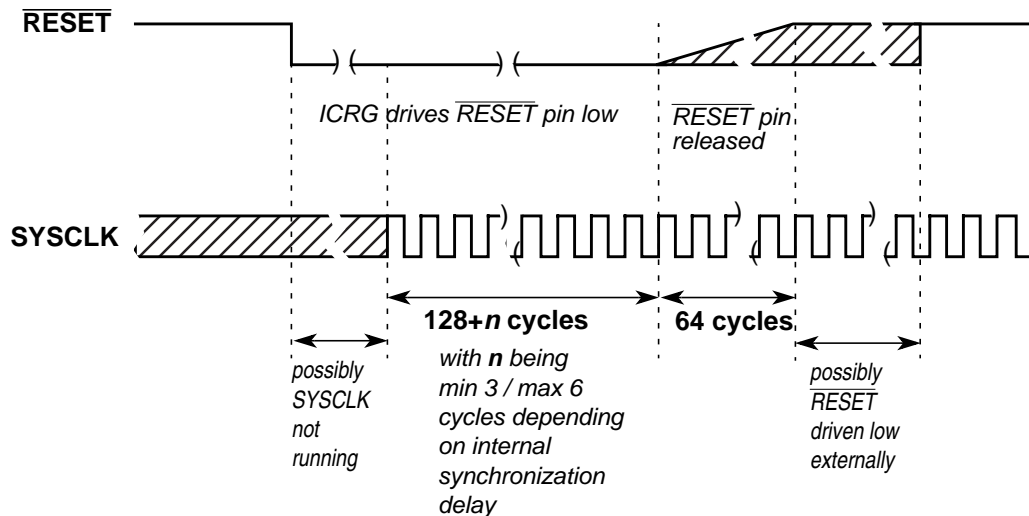 RESET
ICRG drives RESET pin low
RESET pin
released
SYSCLK
128+n cycles
64 cycles
possibly
SYSCLK
not
running
with n being
min 3 / max 6
cycles depending
on internal
synchronization
delay
possibly
RESET
driven low
externally